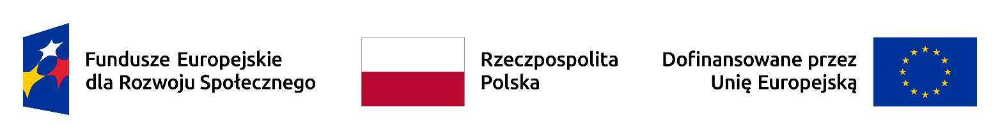 Fundusze Europejskie
dla Rozwoju Społecznego
Rzeczpospolita
Polska
Dofinansowane przez
Unię Europejską